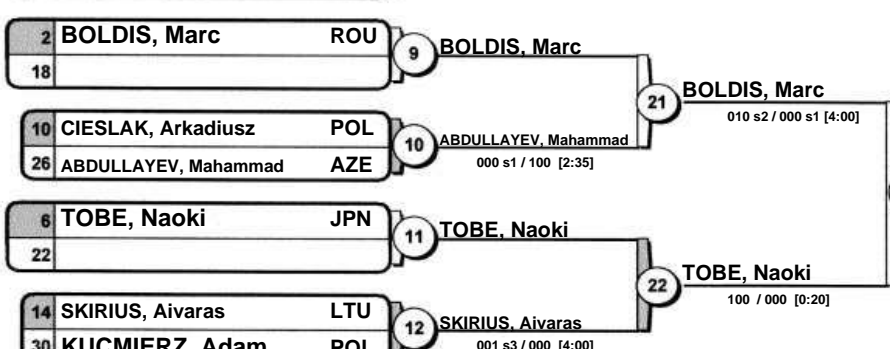 2 BOLDIS, Marc ROU
18
9
BOLDIS, Marc
10 CIESLAK, Arkadiusz POL
26 ABDULLAYEV, Mahammad AZE
10
ABDULLAYEV, Mahammad
000 s1 / 100 [2:35]
21
BOLDIS, Marc
010 s2 / 000 s1 [4:00]
6 TOBE, Naoki JPN
22
11
TOBE, Naoki
14 SKIRIUS, Aivaras LTU
30 KUCMIERZ, Adam POL
12
SKIRIUS, Aivaras
001 s3 / 000 [4:00]
22
TOBE, Naoki
100 / 000 [0:20]